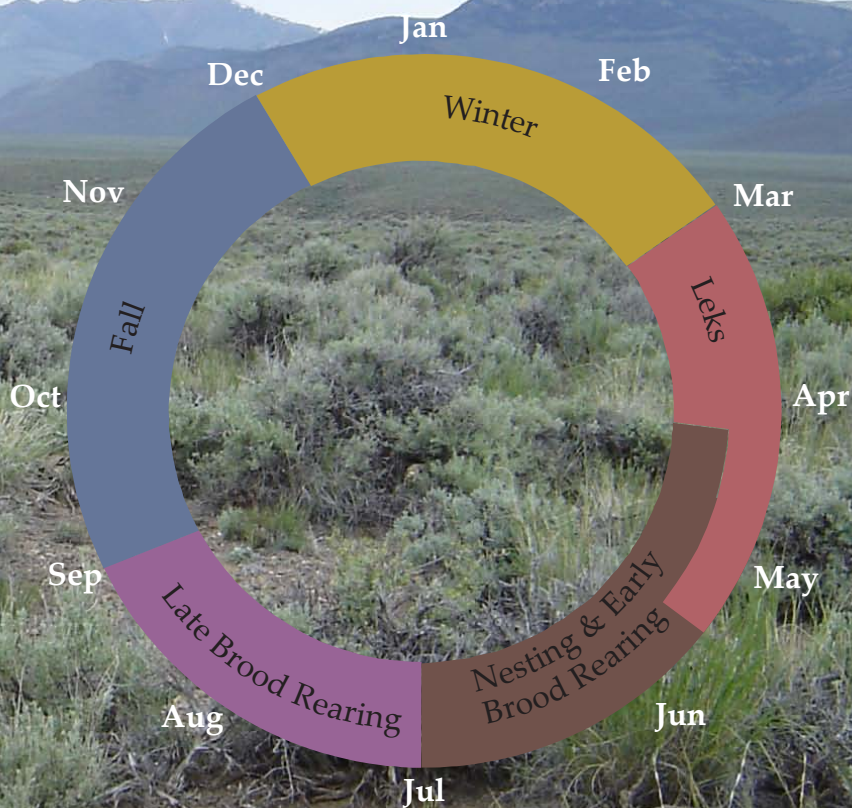 Jan
Feb
Mar
Apr
May
Jun
Jul
Aug
Sep
Oct
Nov
Dec
Winter
Leks
Nesting & Early
Brood Rearing
Late Brood Rearing
Fall